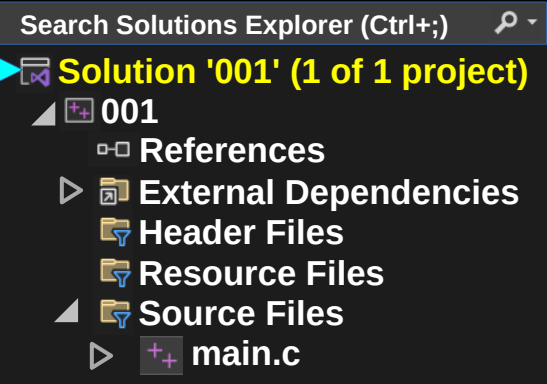 Search Solutions Explorer (Ctrl+;)
Solution '001' (1 of 1 project)
001
References
External Dependencies
Header Files
Resource Files
Source Files
main.c